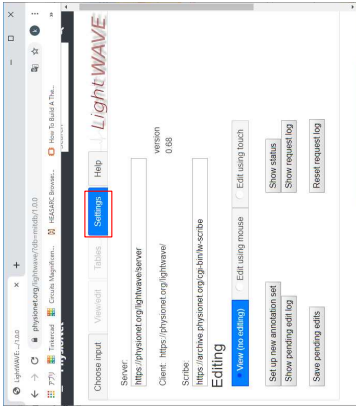 LightWAVE: .../1.0.0
physionet.org/lightwave/?db=mitdb/1.0.0
アプリ Tinkercad Circuits Magnificen... HEASARC Browse:... How To Build A The...
LightWAVE
Choose input View/edit Tables Settings Help
Server:
https://physionet.org/lightwave/server
Client: https://physionet.org/lightwave/ version
0.68
Scribe:
https://archive.physionet.org/cgi-bin/lw-scribe
Editing
View (no editing) Edit using mouse Edit using touch
Set up new annotation set Show status
Show pending edit log Show request log
Save pending edits Reset request log